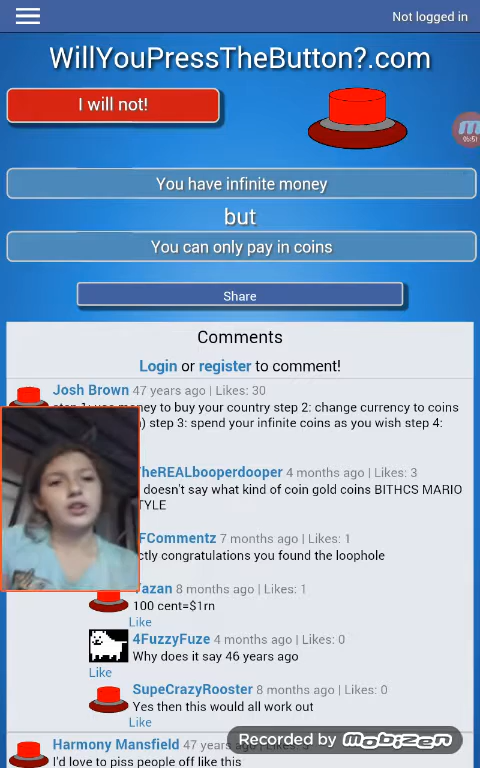 Not logged in
WillYouPressTheButton?.com
I will not!
06:51
You have infinite money
but
You can only pay in coins
Share
Comments
Login or register to comment!
Josh Brown 47 years ago | Likes: 30
money to buy your country step 2: change currency to coins
step 3: spend your infinite coins as you wish step 4:
TheREALbooperdooper 4 months ago | Likes: 3
doesn't say what kind of coin gold coins BITHCS MARIO
TYLE
FCommentz 7 months ago | Likes: 1
ctly congratulations you found the loophole
azan 8 months ago | Likes: 1
100 cent=$1rn
Like
4FuzzyFuze 4 months ago | Likes: 0
Why does it say 46 years ago
Like
SupeCrazyRooster 8 months ago | Likes: 0
Yes then this would all work out
Like
Recorded by mobizen
Harmony Mansfield 47 years ago
I'd love to piss people off like this